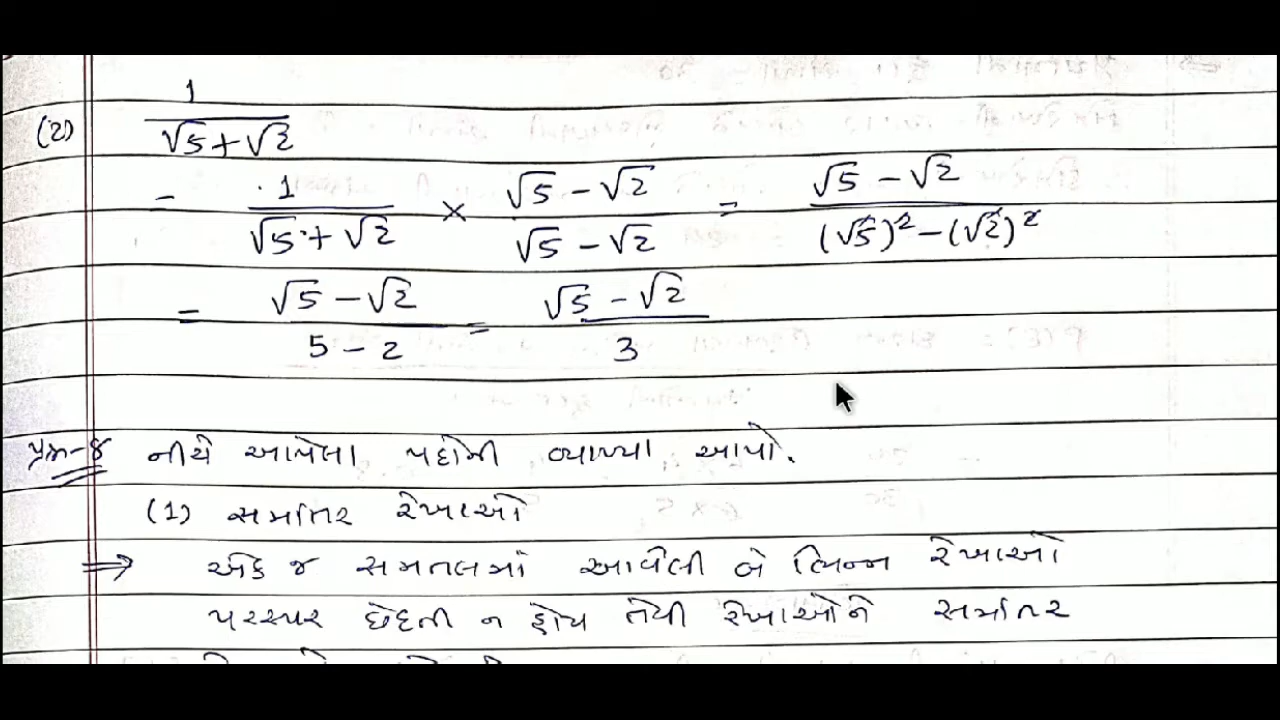 (2) 1/(√5+√2)
= 1/(√5+√2) × (√5-√2)/(√5-√2) = (√5-√2)/((√5)²-(√2)²)
= (√5-√2)/(5-2) = (√5-√2)/3
પ્રશ્ન-૪ નીચે આપેલા પદોની વ્યાખ્યા આપો.
(1) સમાંતર રેખાઓ
⇒ એક જ સમતલમાં આવેલી બે ભિન્ન રેખાઓ
પરસ્પર છેદતી ન હોય તેવી રેખાઓને સમાંતર